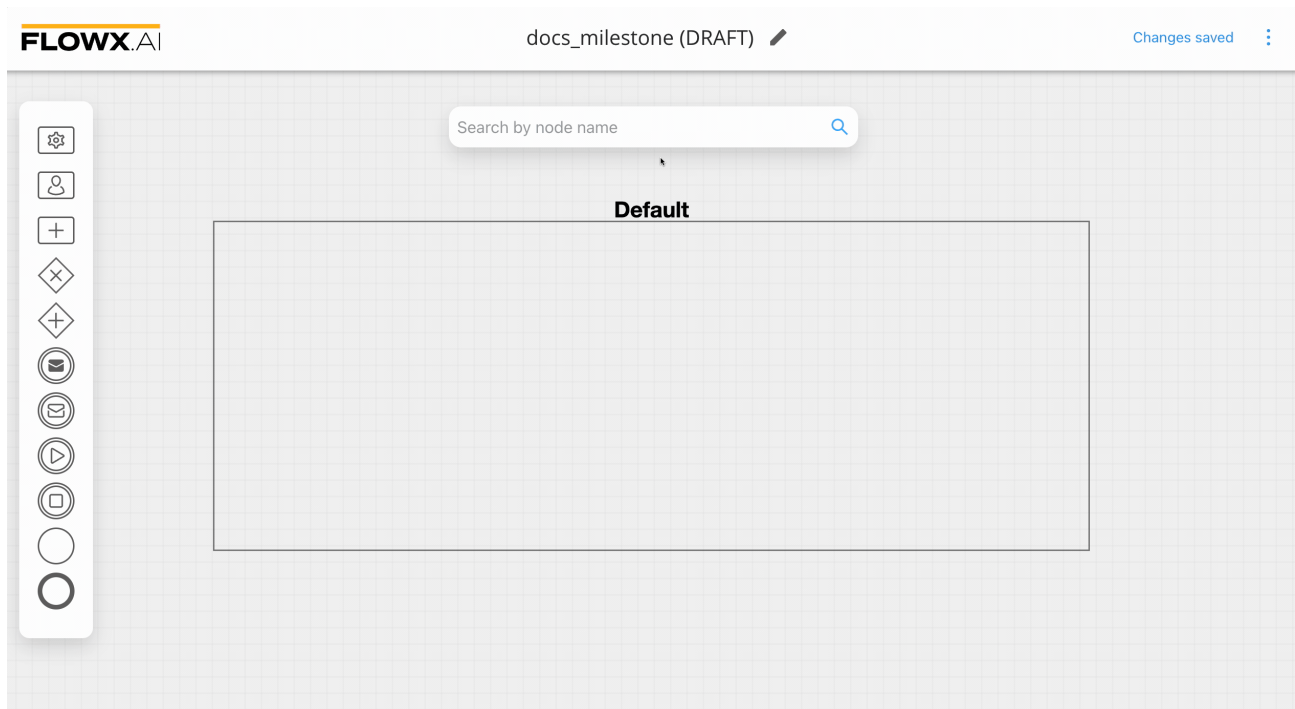 FLOWX.AI
docs_milestone (DRAFT)
Changes saved
Search by node name
Default